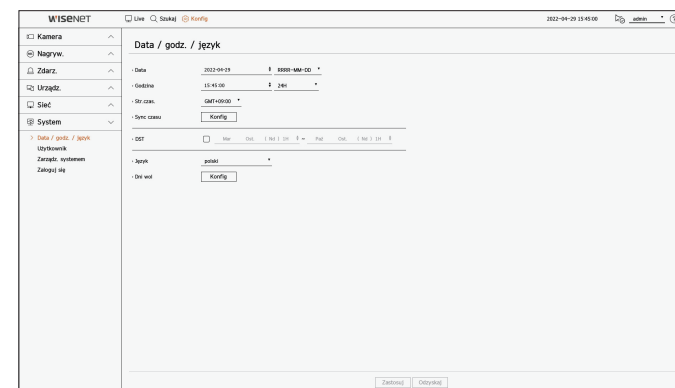 WISENET
Live Szukaj Konfig 2022-04-29 15:45:00 admin
Kamera
Nagryw.
Zdarz.
Urządz.
Sieć
System
> Data / godz. / język
Użytkownik
Zarządz. systemem
Zaloguj się
Data / godz. / język
· Data 2022-04-29 RRRR-MM-DD
· Godzina 15:45:00 24H
· Str.czas. GMT+09:00
· Sync czasu Konfig
· DST Mar Ost. ( Nd ) 2H ~ Paź Ost. ( Nd ) 1H
· Język polski
· Dni wol Konfig
Zastosuj Odzyskaj